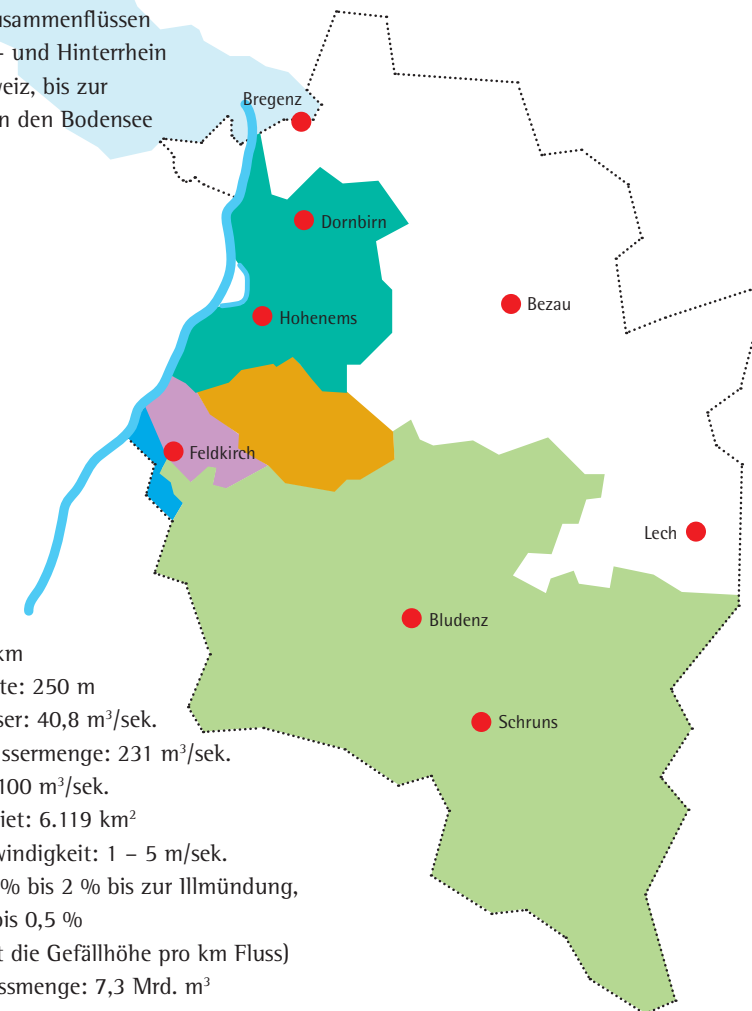 usammenflüssen
- und Hinterrhein
weiz, bis zur
n den Bodensee
Bregenz
Dornbirn
Bezau
Hohenems
Feldkirch
Lech
Bludenz
Schruns
km
te: 250 m
ser: 40,8 m³/sek.
ssermenge: 231 m³/sek.
100 m³/sek.
iet: 6.119 km²
windigkeit: 1 – 5 m/sek.
% bis 2 % bis zur Illmündung,
bis 0,5 %
t die Gefällhöhe pro km Fluss)
ssmenge: 7,3 Mrd. m³